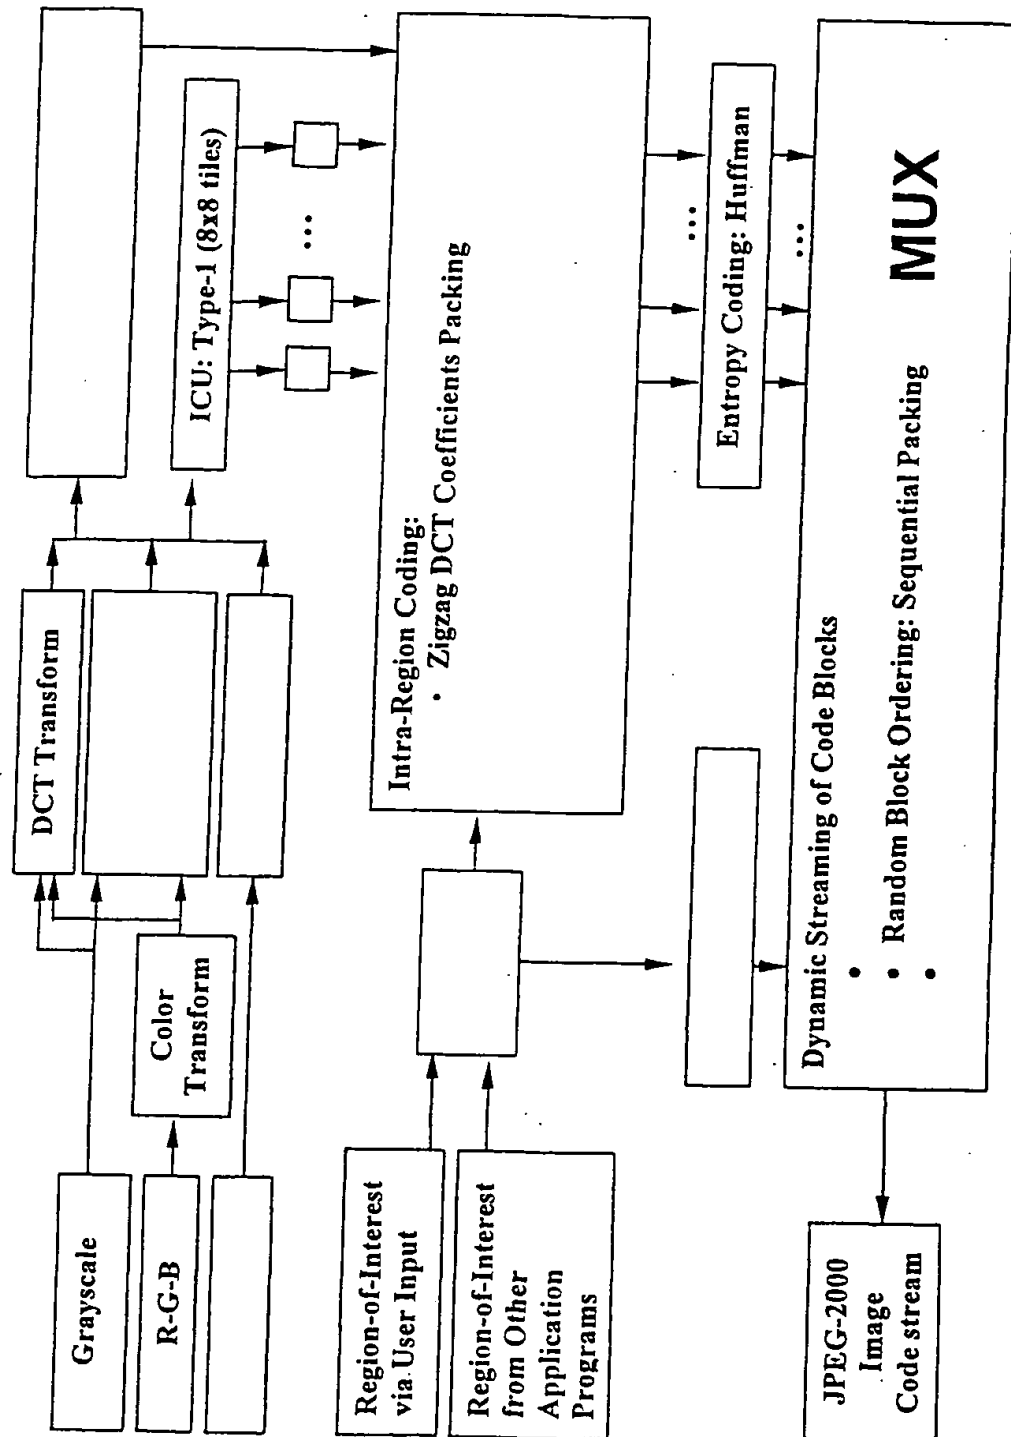 Grayscale
R-G-B
Color
Transform
DCT Transform
ICU: Type-1 (8x8 tiles)
...
Region-of-Interest
via User Input
Region-of-Interest
from Other
Application
Programs
Intra-Region Coding:
• Zigzag DCT Coefficients Packing
...
Entropy Coding: Huffman
...
Dynamic Streaming of Code Blocks
•
• Random Block Ordering: Sequential Packing
•
MUX
JPEG-2000
Image
Code stream